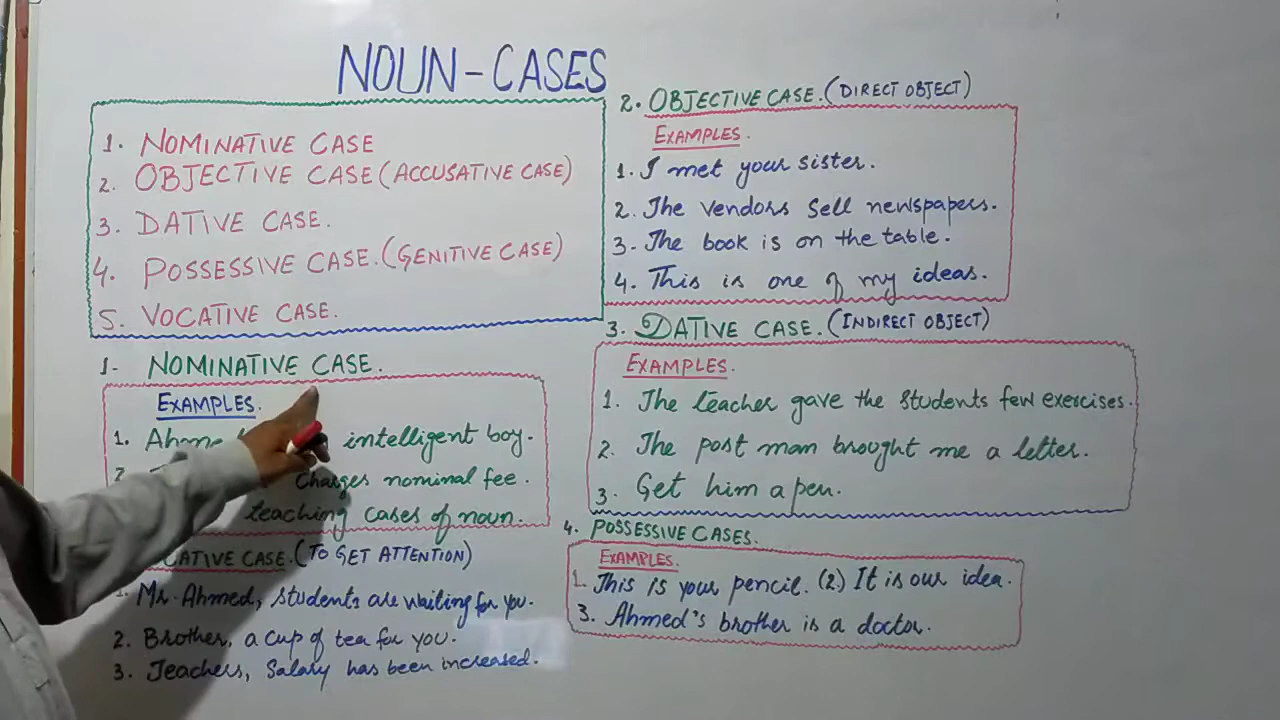 NOUN-CASES
1. NOMINATIVE CASE
2. OBJECTIVE CASE (ACCUSATIVE CASE)
3. DATIVE CASE.
4. POSSESSIVE CASE. (GENITIVE CASE)
5. VOCATIVE CASE.
1- NOMINATIVE CASE.
EXAMPLES.
1. intelligent boy.
2. charges nominal fee.
teaching cases of noun.
CASE. (TO GET ATTENTION)
1. Mr. Ahmed, students are waiting for you.
2. Brother, a cup of tea for you.
3. Teachers, Salary has been increased.
2. OBJECTIVE CASE. (DIRECT OBJECT)
EXAMPLES.
1. I met your sister.
2. The vendors sell newspapers.
3. The book is on the table.
4. This is one of my ideas.
3. DATIVE CASE. (INDIRECT OBJECT)
EXAMPLES.
1. The teacher gave the students few exercises.
2. The post man brought me a letter.
3. Get him a pen.
4. POSSESSIVE CASES.
EXAMPLES.
1. This is your pencil. (2) It is our idea.
3. Ahmed's brother is a doctor.